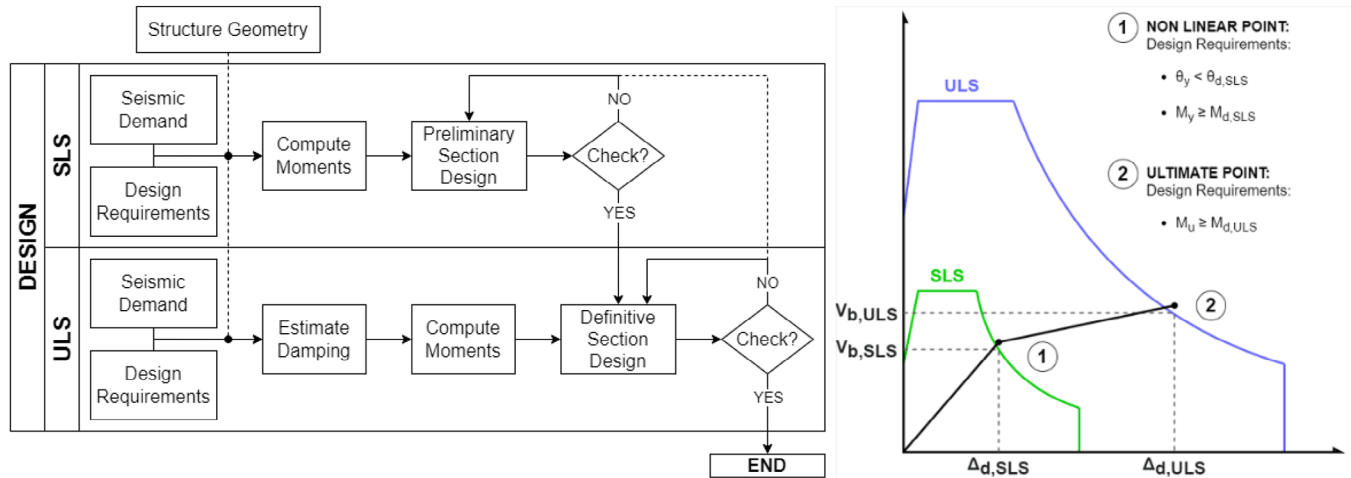 Structure Geometry
DESIGN
SLS
Seismic
Demand
Design
Requirements
Compute
Moments
Preliminary
Section
Design
Check?
NO
YES
ULS
Seismic
Demand
Design
Requirements
Estimate
Damping
Compute
Moments
Definitive
Section
Design
Check?
NO
YES
END
1 NON LINEAR POINT:
Design Requirements:
• θy < θd,SLS
• My ≥ Md,SLS
2 ULTIMATE POINT:
Design Requirements:
• Mu ≥ Md,ULS
ULS
SLS
Vb,ULS
Vb,SLS
1
2
Δd,SLS
Δd,ULS